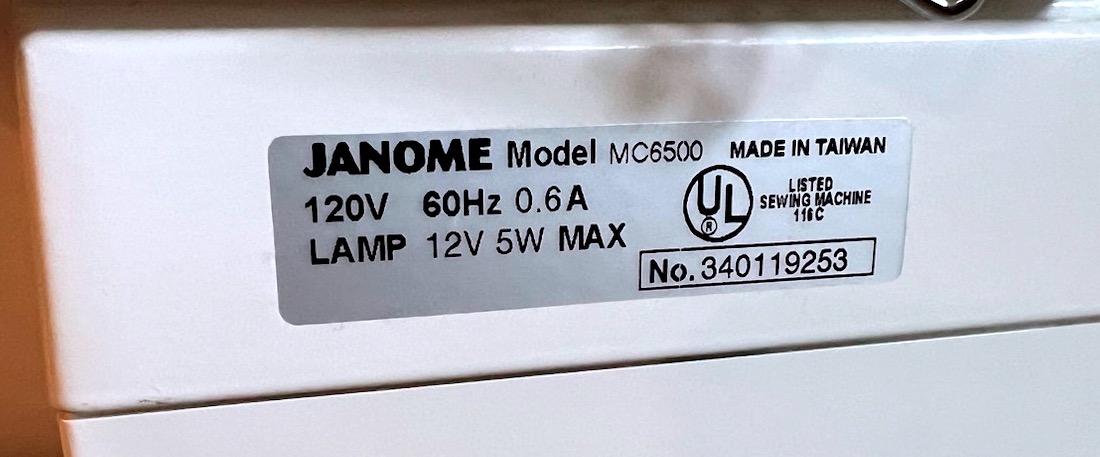 JANOME Model MC6500 MADE IN TAIWAN
120V 60Hz 0.6A
LAMP 12V 5W MAX
UL ®
LISTED
SEWING MACHINE
116C
No. 340119253